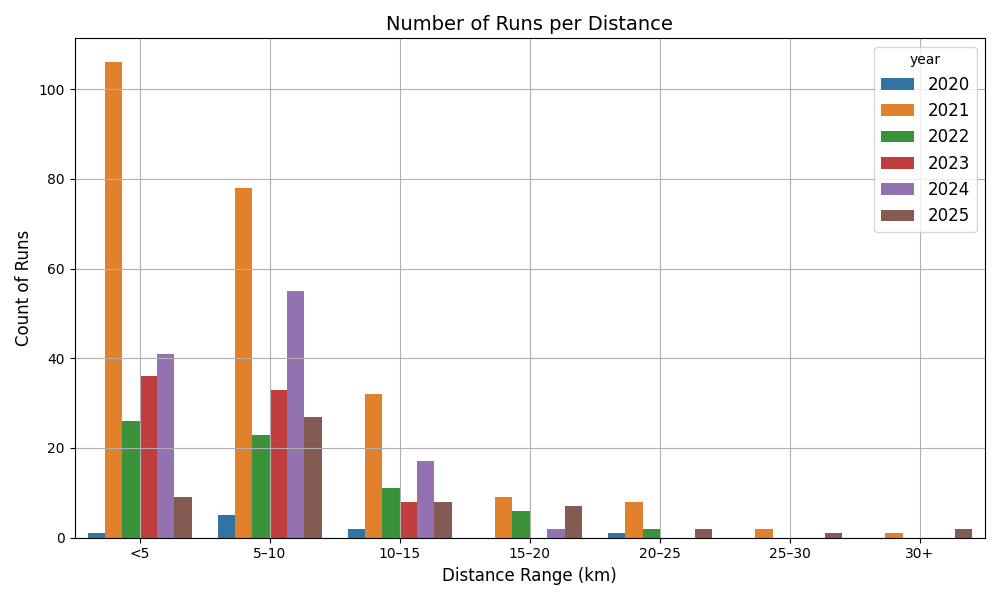 Number of Runs per Distance
Count of Runs
100
80
60
40
20
0
year
2020
2021
2022
2023
2024
2025
<5 5–10 10–15 15–20 20–25 25–30 30+
Distance Range (km)